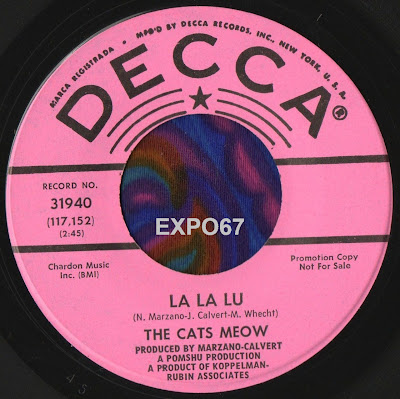 MARCA REGISTRADA • MFR'D BY DECCA RECORDS, INC., NEW YORK, U. S. A.
DECCA®
RECORD NO.
31940
(117,152)
(2:45)
EXPO67
Chardon Music
Inc. (BMI)
Promotion Copy
Not For Sale
LA LA LU
(N. Marzano-J. Calvert-M. Whecht)
THE CATS MEOW
PRODUCED BY MARZANO-CALVERT
A POMSHU PRODUCTION
A PRODUCT OF KOPPELMAN-
RUBIN ASSOCIATES
45